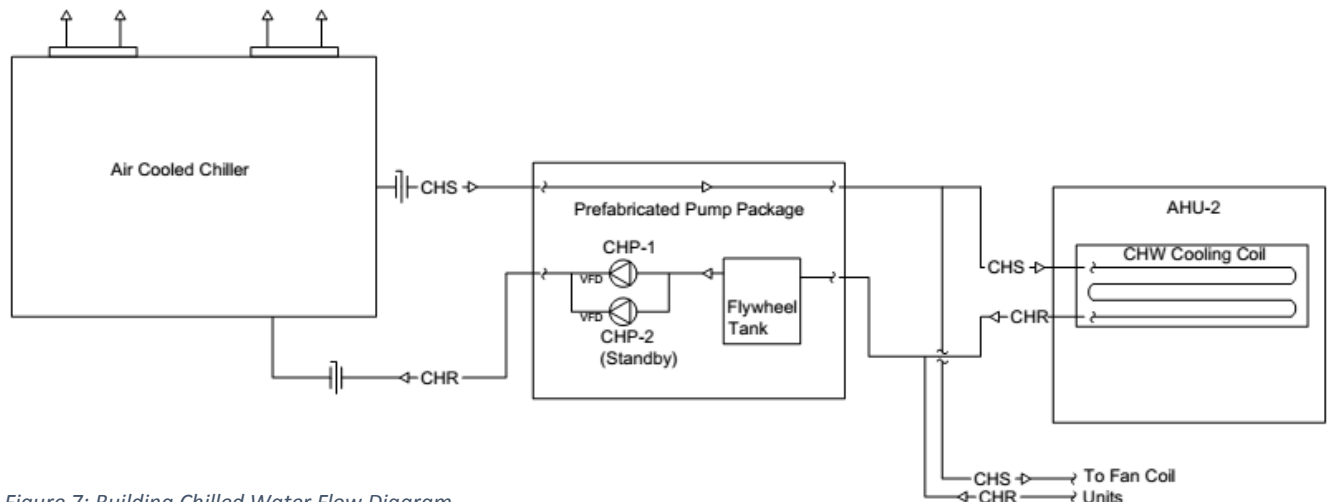 Air Cooled Chiller
CHS
Prefabricated Pump Package
CHP-1
VFD
VFD
CHP-2
(Standby)
Flywheel
Tank
CHR
AHU-2
CHW Cooling Coil
CHS
CHR
CHS
To Fan Coil
CHR
Units
Figure 7: Building Chilled Water Flow Diagram